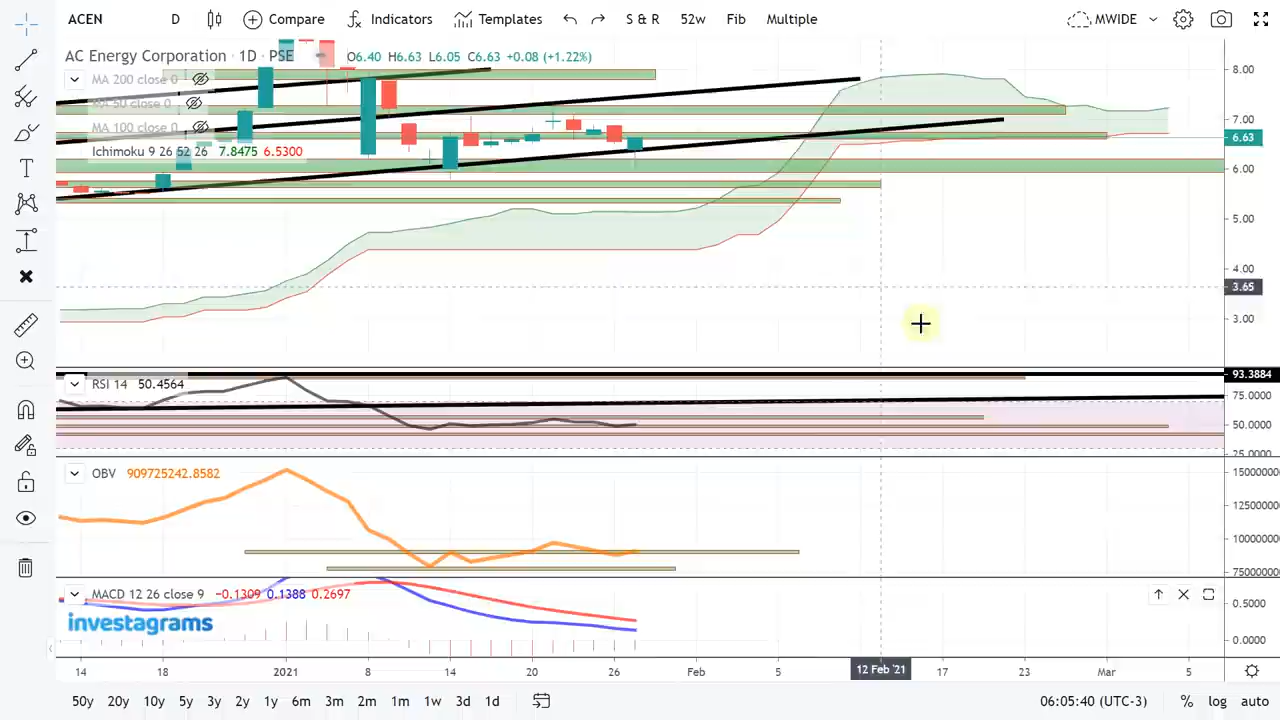 ACEN D Compare Indicators Templates S & R 52w Fib Multiple MWIDE
AC Energy Corporation · 1D · PSE O6.40 H6.63 L6.05 C6.63 +0.08 (+1.22%)
MA 200 close 0
MA 50 close 0
MA 100 close 0
Ichimoku 9 26 52 26 7.8475 6.5300
8.00
7.00
6.63
6.00
5.00
4.00
3.65
3.00
RSI 14 50.4564
93.3884
75.0000
50.0000
25.0000
OBV 909725242.8582
15000000
12500000
10000000
75000000
MACD 12 26 close 9 −0.1309 0.1388 0.2697
0.5000
0.0000
investagrams
14 18 2021 8 14 20 26 Feb 5 12 Feb '21 17 23 Mar 5
50y 20y 10y 5y 3y 2y 1y 6m 3m 2m 1m 1w 3d 1d 06:05:40 (UTC-3) % log auto